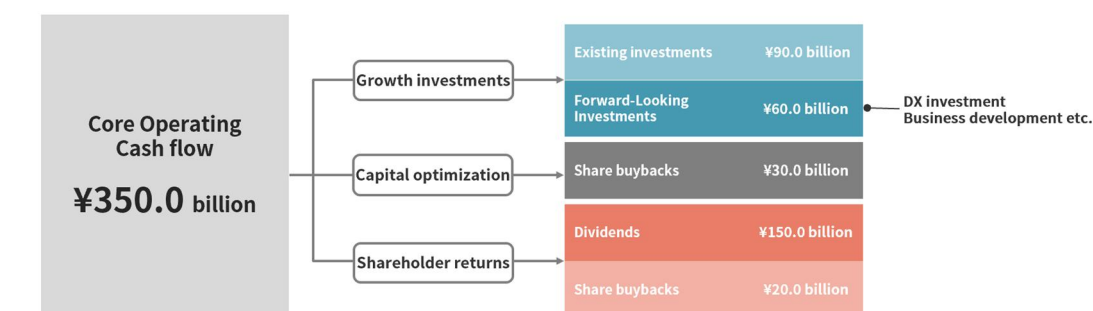 Core Operating
Cash flow
¥350.0 billion
Growth investments
Capital optimization
Shareholder returns
Existing investments ¥90.0 billion
Forward-Looking
Investments ¥60.0 billion
DX investment
Business development etc.
Share buybacks ¥30.0 billion
Dividends ¥150.0 billion
Share buybacks ¥20.0 billion